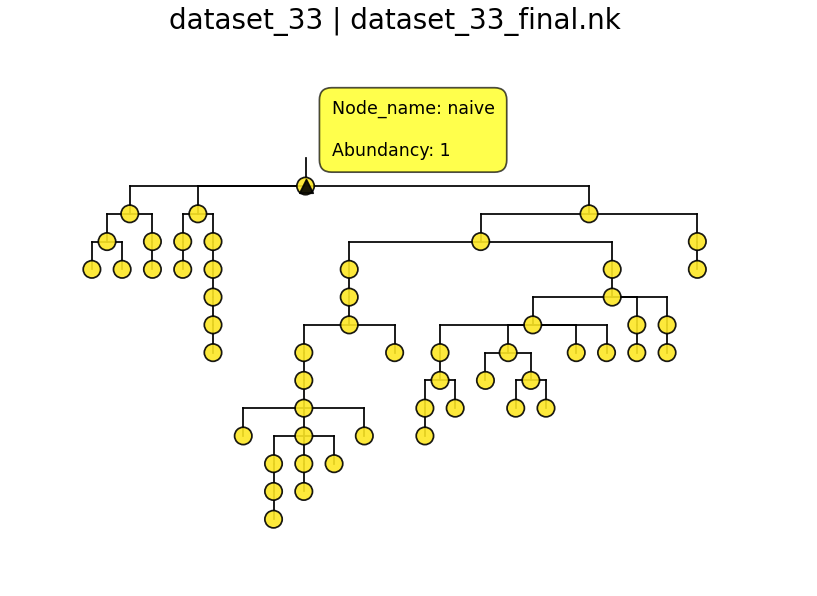 dataset_33 | dataset_33_final.nk
Node_name: naive
Abundancy: 1